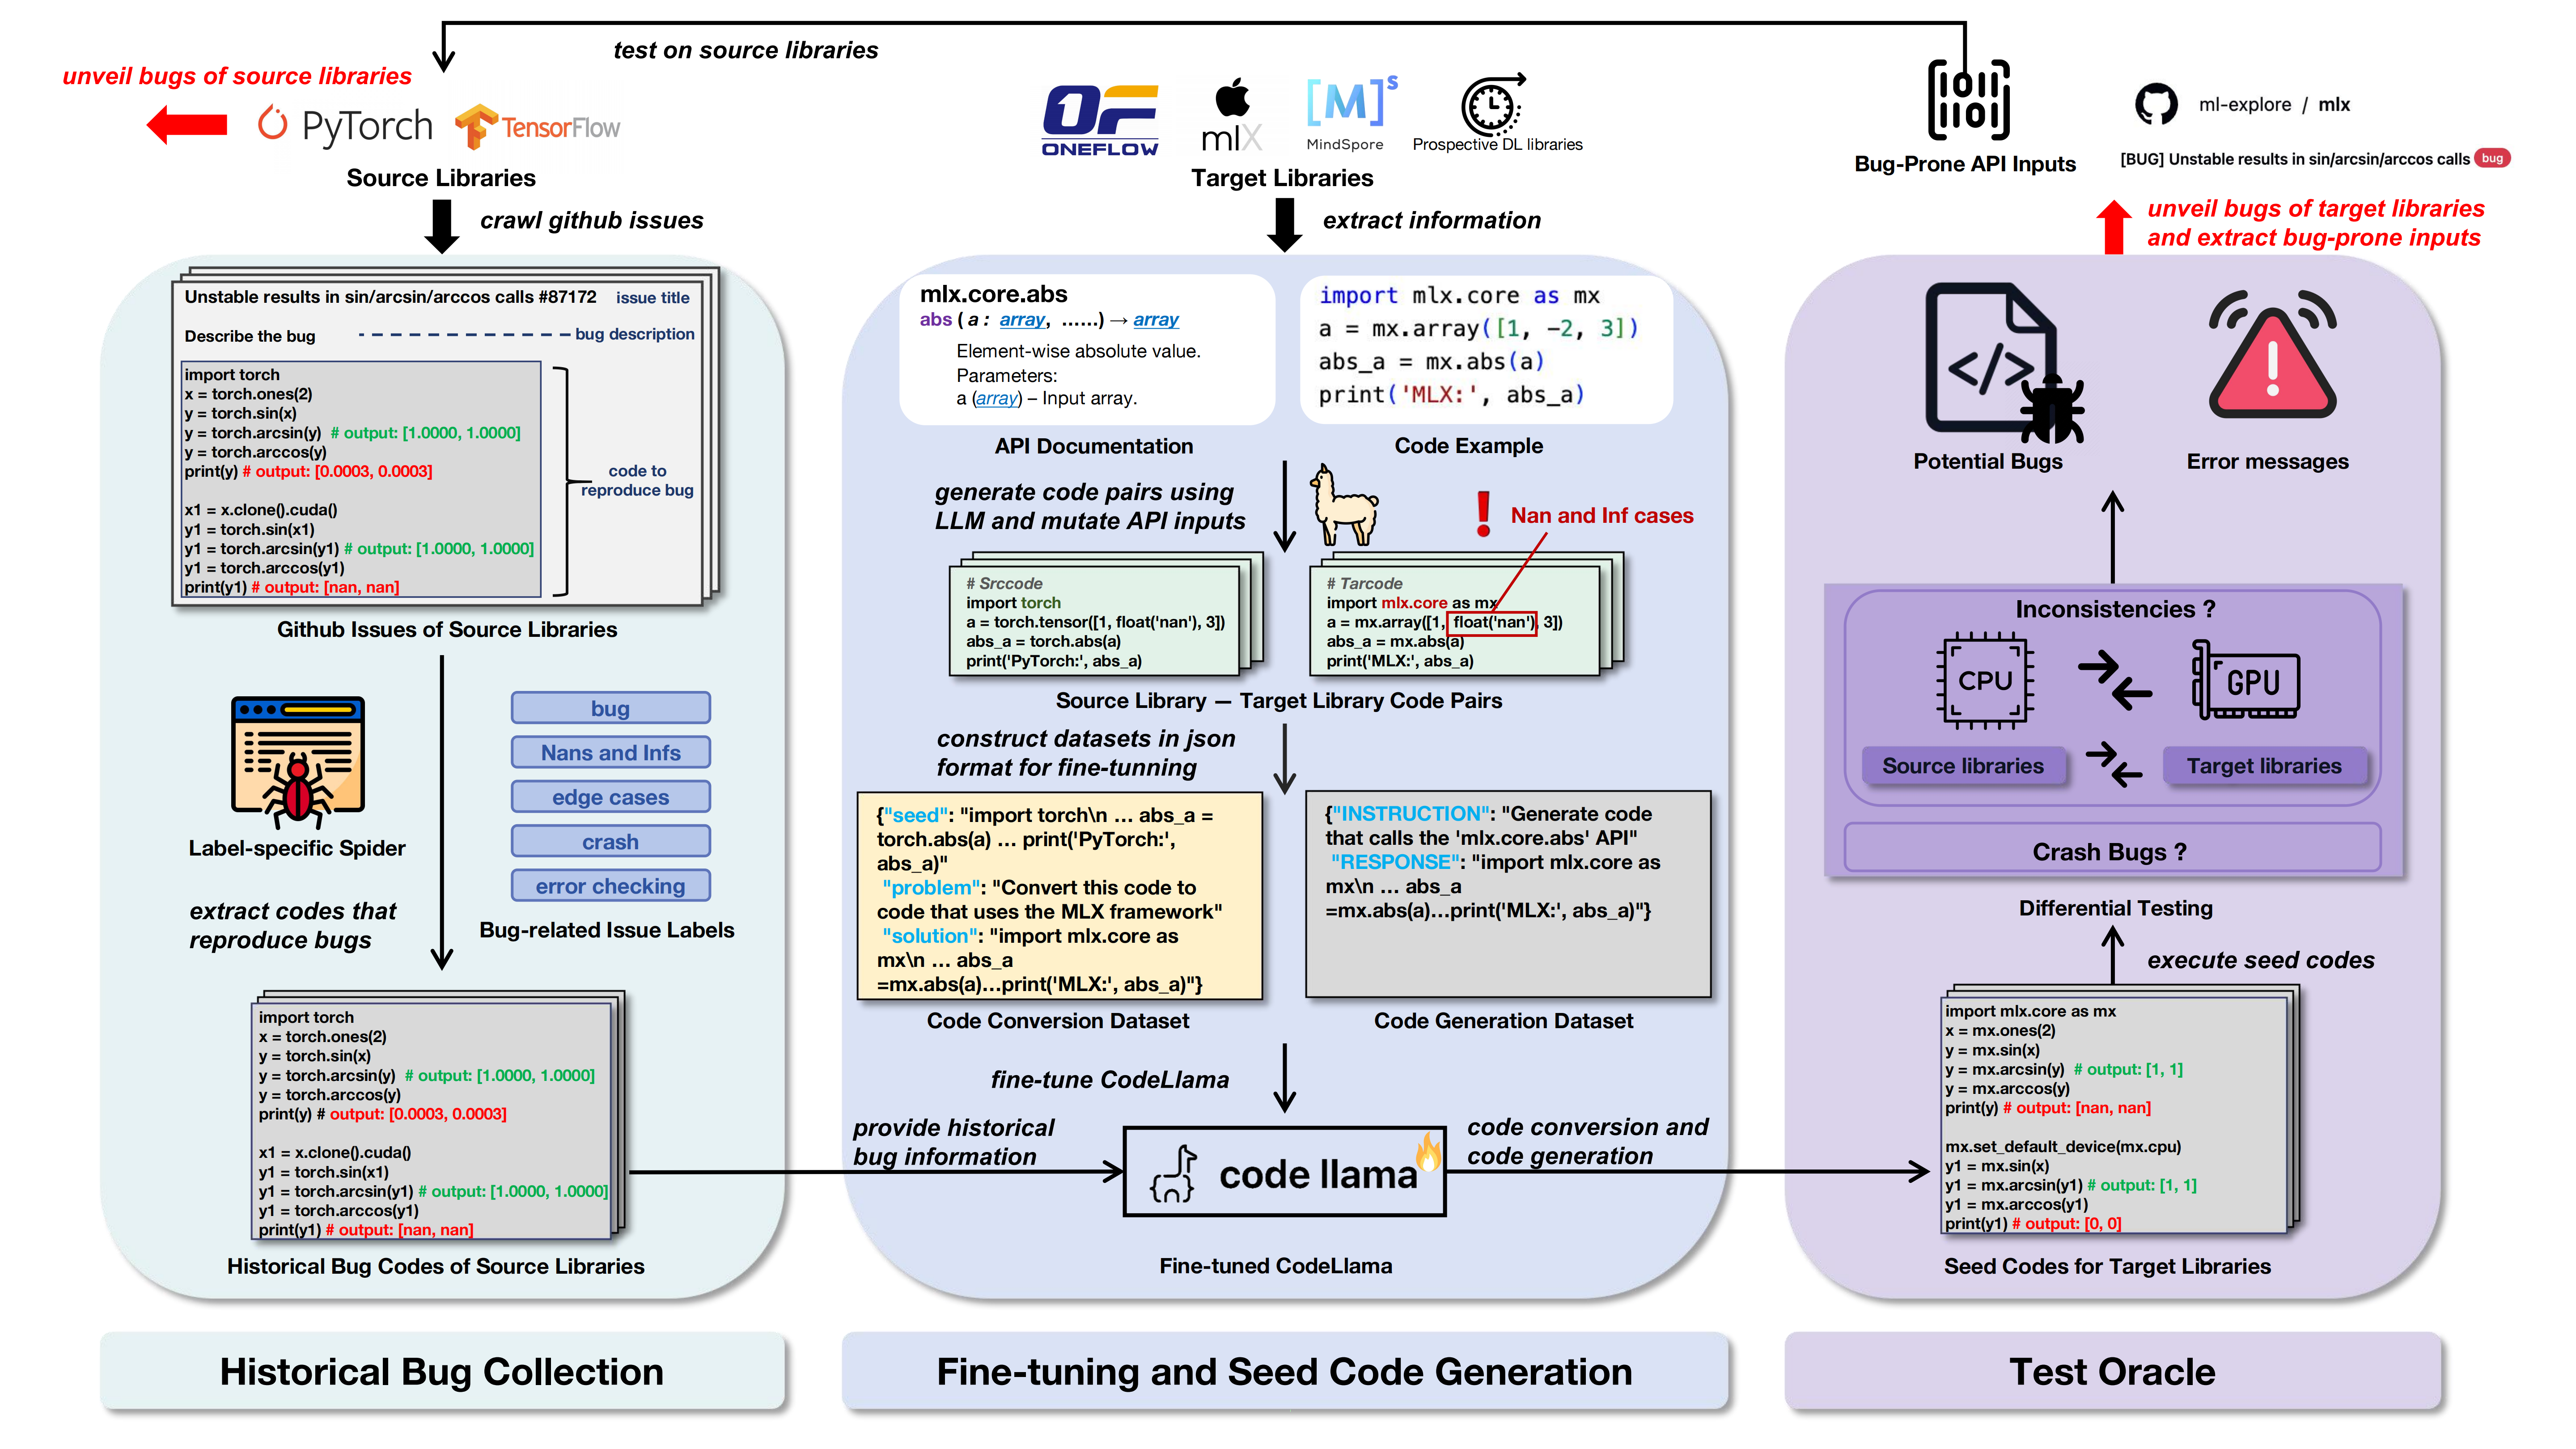 test on source libraries
unveil bugs of source libraries
PyTorch
TensorFlow
Source Libraries
crawl github issues
Unstable results in sin/arcsin/arccos calls #87172
issue title
Describe the bug
bug description
import torch
x = torch.ones(2)
y = torch.sin(x)
y = torch.arcsin(y) # output: [1.0000, 1.0000]
y = torch.arccos(y)
print(y) # output: [0.0003, 0.0003]
x1 = x.clone().cuda()
y1 = torch.sin(x1)
y1 = torch.arcsin(y1) # output: [1.0000, 1.0000]
y1 = torch.arccos(y1)
print(y1) # output: [nan, nan]
code to
reproduce bug
Github Issues of Source Libraries
Label-specific Spider
bug
Nans and Infs
edge cases
crash
error checking
Bug-related Issue Labels
extract codes that
reproduce bugs
import torch
x = torch.ones(2)
y = torch.sin(x)
y = torch.arcsin(y) # output: [1.0000, 1.0000]
y = torch.arccos(y)
print(y) # output: [0.0003, 0.0003]
x1 = x.clone().cuda()
y1 = torch.sin(x1)
y1 = torch.arcsin(y1) # output: [1.0000, 1.0000]
y1 = torch.arccos(y1)
print(y1) # output: [nan, nan]
Historical Bug Codes of Source Libraries
Historical Bug Collection
ONEFLOW
mlX
[M]S
MindSpore
Prospective DL libraries
Target Libraries
extract information
mlx.core.abs
abs ( a : array, ......) → array
Element-wise absolute value.
Parameters:
a (array) – Input array.
API Documentation
import mlx.core as mx
a = mx.array([1, -2, 3])
abs_a = mx.abs(a)
print('MLX:', abs_a)
Code Example
generate code pairs using
LLM and mutate API inputs
Nan and Inf cases
# Srccode
import torch
a = torch.tensor([1, float('nan'), 3])
abs_a = torch.abs(a)
print('PyTorch:', abs_a)
# Tarcode
import mlx.core as mx
a = mx.array([1, float('nan'), 3])
abs_a = mx.abs(a)
print('MLX:', abs_a)
Source Library — Target Library Code Pairs
construct datasets in json
format for fine-tunning
{"seed": "import torch\n … abs_a =
torch.abs(a) … print('PyTorch:',
abs_a)"
"problem": "Convert this code to
code that uses the MLX framework"
"solution": "import mlx.core as
mx\n … abs_a
=mx.abs(a)…print('MLX:', abs_a)"}
Code Conversion Dataset
{"INSTRUCTION": "Generate code
that calls the 'mlx.core.abs' API"
"RESPONSE": "import mlx.core as
mx\n … abs_a
=mx.abs(a)…print('MLX:', abs_a)"}
Code Generation Dataset
fine-tune CodeLlama
provide historical
bug information
code llama
code conversion and
code generation
Fine-tuned CodeLlama
Fine-tuning and Seed Code Generation
Bug-Prone API Inputs
ml-explore / mlx
[BUG] Unstable results in sin/arcsin/arccos calls bug
unveil bugs of target libraries
and extract bug-prone inputs
Potential Bugs
Error messages
Inconsistencies ?
CPU
GPU
Source libraries
Target libraries
Crash Bugs ?
Differential Testing
execute seed codes
import mlx.core as mx
x = mx.ones(2)
y = mx.sin(x)
y = mx.arcsin(y) # output: [1, 1]
y = mx.arccos(y)
print(y) # output: [nan, nan]
mx.set_default_device(mx.cpu)
y1 = mx.sin(x)
y1 = mx.arcsin(y1) # output: [1, 1]
y1 = mx.arccos(y1)
print(y1) # output: [0, 0]
Seed Codes for Target Libraries
Test Oracle